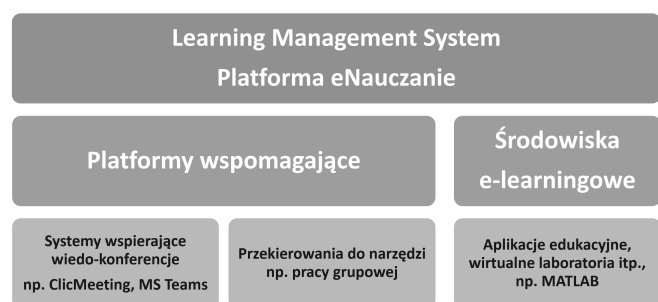 Learning Management System
Platforma eNauczanie
Platformy wspomagające
Środowiska
e-learningowe
Systemy wspierające
wiedo-konferencje
np. ClicMeeting, MS Teams
Przekierowania do narzędzi
np. pracy grupowej
Aplikacje edukacyjne,
wirtualne laboratoria itp.,
np. MATLAB